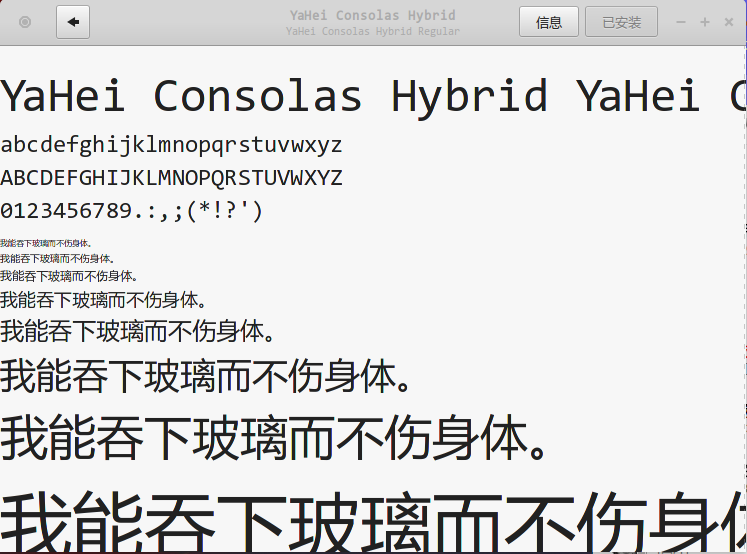 YaHei Consolas Hybrid
YaHei Consolas Hybrid Regular
信息
已安装
YaHei Consolas Hybrid YaHei C
abcdefghijklmnopqrstuvwxyz
ABCDEFGHIJKLMNOPQRSTUVWXYZ
0123456789.:,;(*!?')
我能吞下玻璃而不伤身体。
我能吞下玻璃而不伤身体。
我能吞下玻璃而不伤身体。
我能吞下玻璃而不伤身体。
我能吞下玻璃而不伤身体。
我能吞下玻璃而不伤身体。
我能吞下玻璃而不伤身体。
我能吞下玻璃而不伤身体